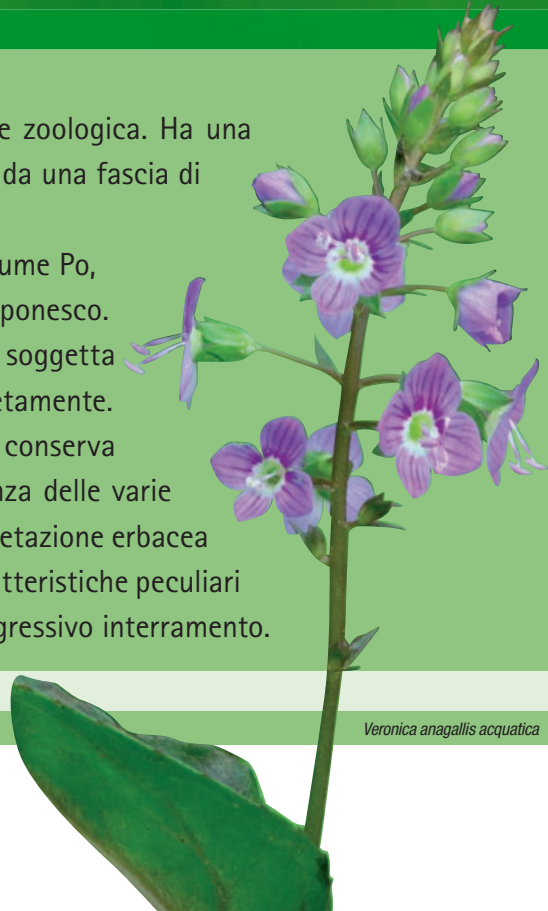 e zoologica. Ha una
da una fascia di
ume Po,
ponesco.
soggetta
etamente.
conserva
nza delle varie
etazione erbacea
tteristiche peculiari
gressivo interramento.
Veronica anagallis acquatica